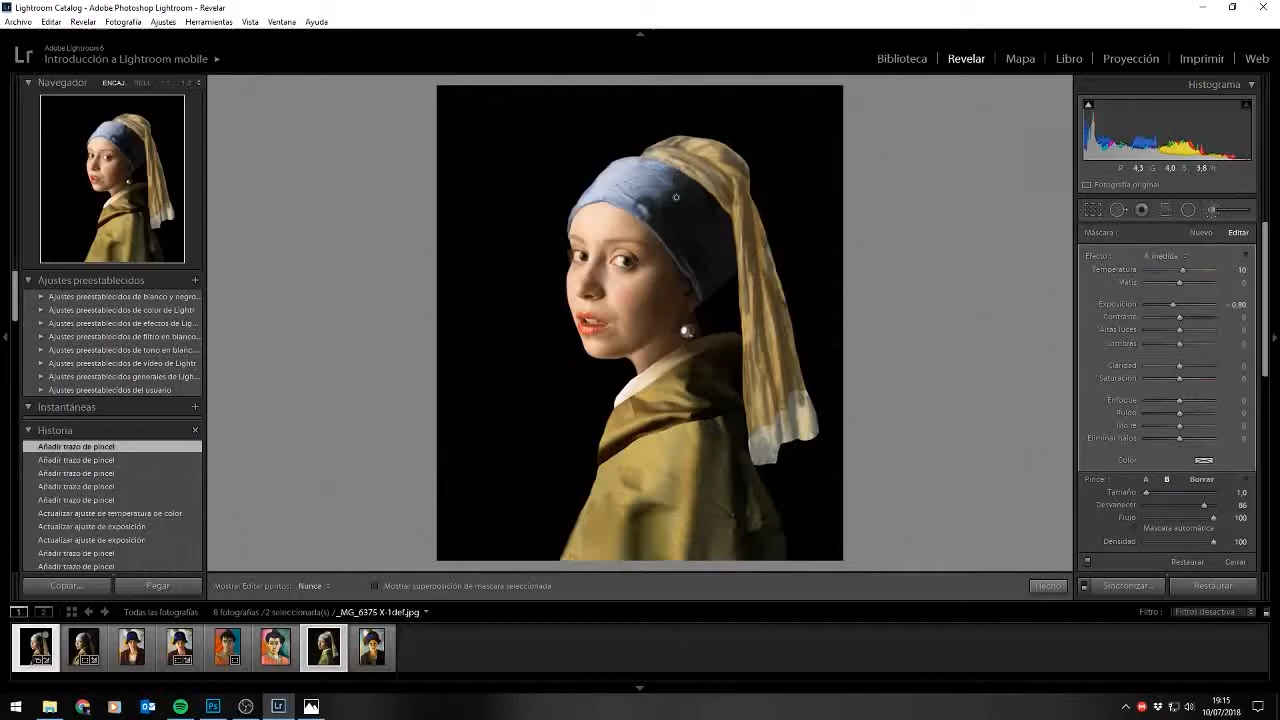 Lightroom Catalog - Adobe Photoshop Lightroom - Revelar
Archivo Editar Revelar Fotografía Ajustes Herramientas Vista Ventana Ayuda
Lr Adobe Lightroom 6
Introducción a Lightroom mobile
Biblioteca | Revelar | Mapa | Libro | Proyección | Imprimir | Web
Navegador ENCAJ.. RELL..
Histograma
R 4,3 G 4,0 B 3,8 %
Fotografía original
Máscara: Nuevo Editar
Efecto: A medida
Temperatura 10
Matiz 0
Exposición - 0,80
Contraste 0
Altas luces 0
Sombras 0
Claridad 0
Saturación 0
Enfoque 0
Ruido 0
Moire 0
Eliminar halos 0
Color
Pincel: A B Borrar
Tamaño 1,0
Desvanecer 86
Flujo 100
Máscara automática
Densidad 100
Restaurar Cerrar
Sincronizar... Restaurar
Ajustes preestablecidos
Ajustes preestablecidos de blanco y negro...
Ajustes preestablecidos de color de Lightr
Ajustes preestablecidos de efectos de Lig...
Ajustes preestablecidos de filtro en blanco...
Ajustes preestablecidos de tono en blanc...
Ajustes preestablecidos de vídeo de Lightr
Ajustes preestablecidos generales de Ligh...
Ajustes preestablecidos del usuario
Instantáneas
Historia
Añadir trazo de pincel
Añadir trazo de pincel
Añadir trazo de pincel
Añadir trazo de pincel
Añadir trazo de pincel
Actualizar ajuste de temperatura de color
Actualizar ajuste de exposición
Actualizar ajuste de exposición
Añadir trazo de pincel
Añadir trazo de pincel
Copiar... Pegar
Mostrar Editar puntos: Nunca Mostrar superposición de máscara seleccionada Hecho
1 2 Todas las fotografías 8 fotografías /2 seleccionada(s) /_MG_6375 X-1def.jpg Filtro : Filtros desactiva
Ps Lr
19:15
10/07/2018